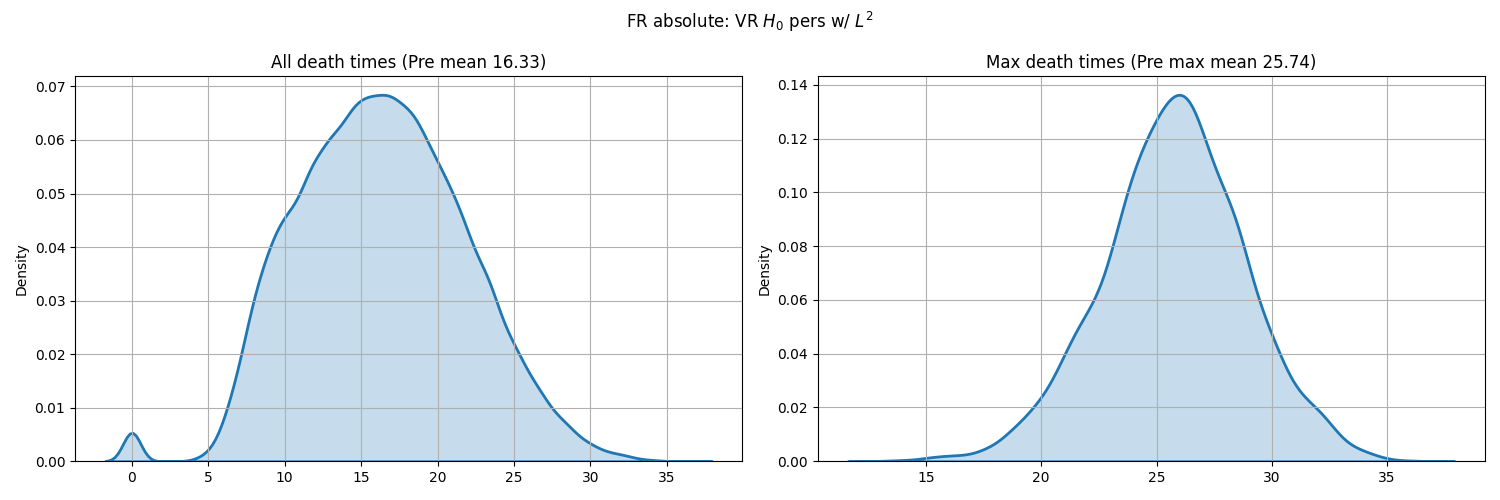 FR absolute: VR $H_0$ pers w/ $L^2$
All death times (Pre mean 16.33)
Density
0.07
0.06
0.05
0.04
0.03
0.02
0.01
0.00
0 5 10 15 20 25 30 35
Max death times (Pre max mean 25.74)
Density
0.14
0.12
0.10
0.08
0.06
0.04
0.02
0.00
15 20 25 30 35